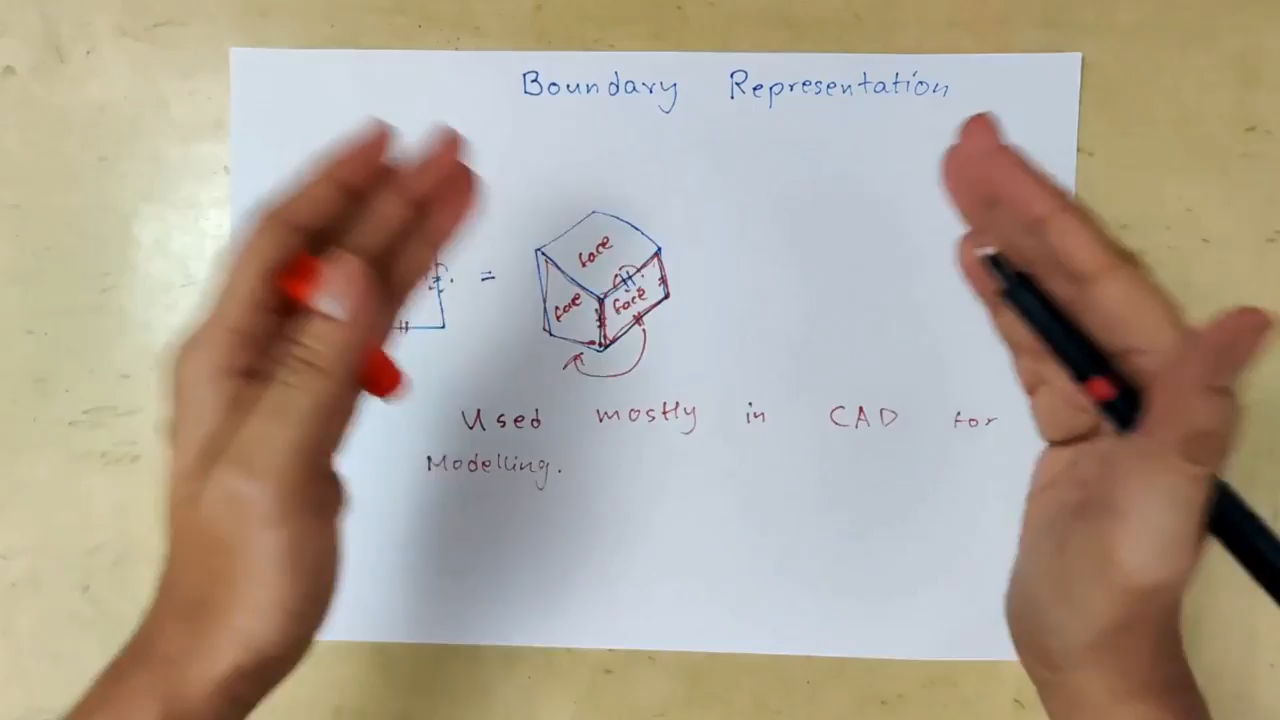 Boundary Representation
=
face
face
face
Used mostly in CAD for
Modelling.